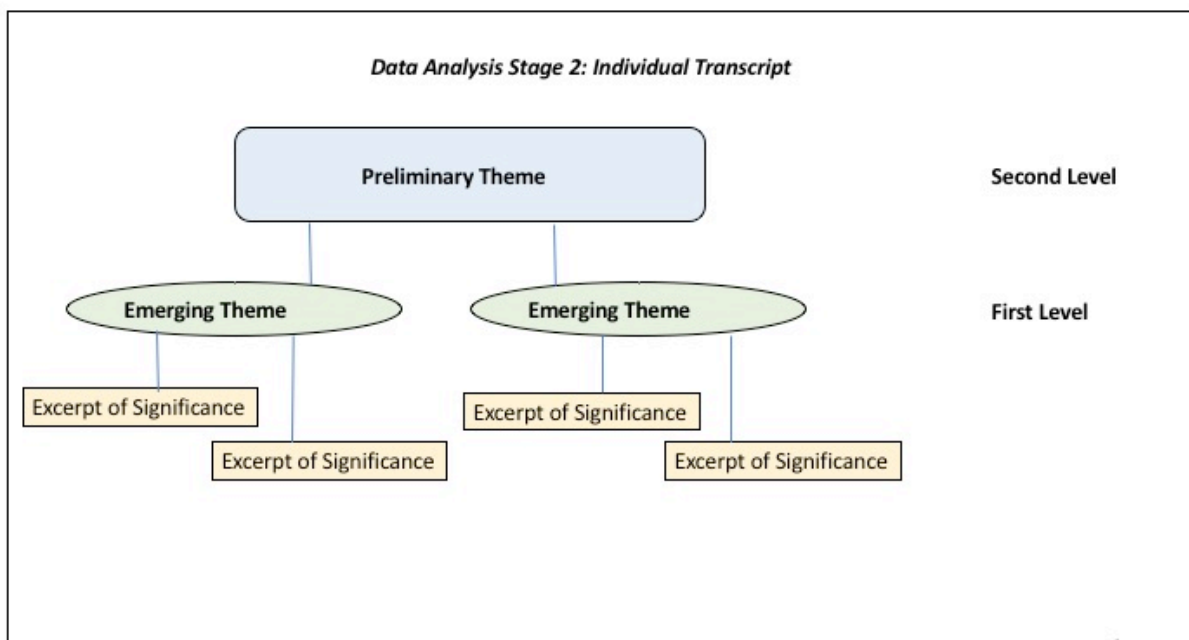 Data Analysis Stage 2: Individual Transcript
Preliminary Theme
Second Level
Emerging Theme
Emerging Theme
First Level
Excerpt of Significance
Excerpt of Significance
Excerpt of Significance
Excerpt of Significance